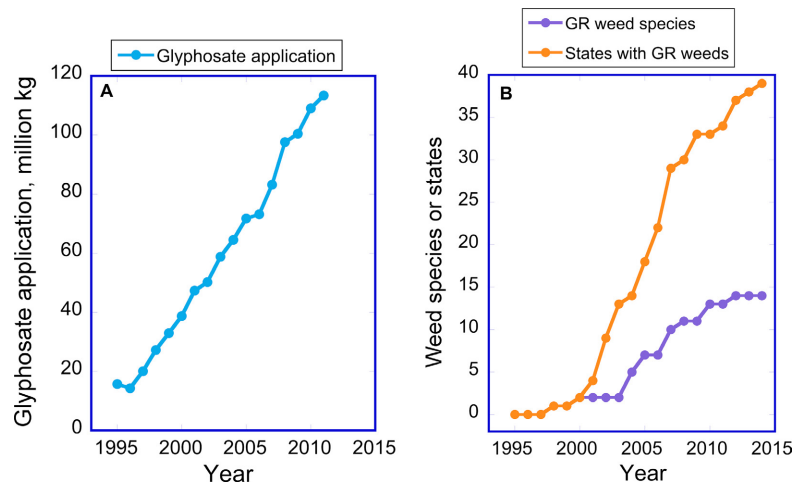 Glyphosate application
A
Glyphosate application, million kg
120
100
80
60
40
20
0
1995
2000
2005
2010
2015
Year
GR weed species
States with GR weeds
B
Weed species or states
40
35
30
25
20
15
10
5
0
1995
2000
2005
2010
2015
Year